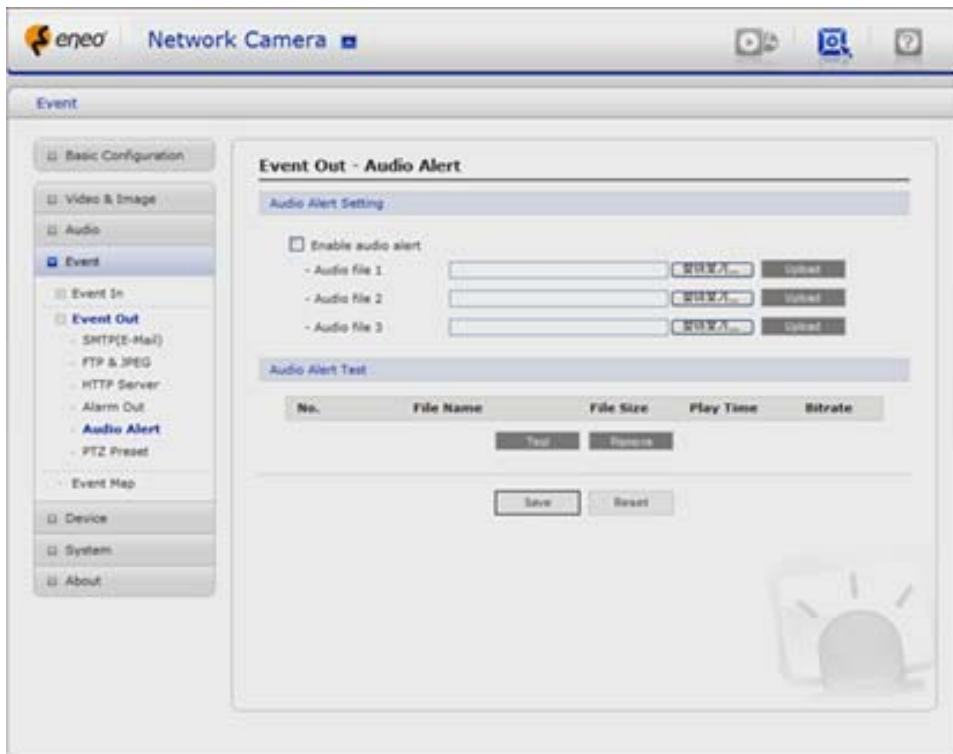 eneo
Network Camera
Event
Basic Configuration
Video & Image
Audio
Event
Event In
Event Out
SMTP(E-Mail)
FTP & JPEG
HTTP Server
Alarm Out
Audio Alert
PTZ Preset
Event Map
Device
System
About
Event Out - Audio Alert
Audio Alert Setting
Enable audio alert
- Audio file 1 Upload
- Audio file 2 Upload
- Audio file 3 Upload
Audio Alert Test
No. File Name File Size Play Time Bitrate
Test Remove
Save Reset